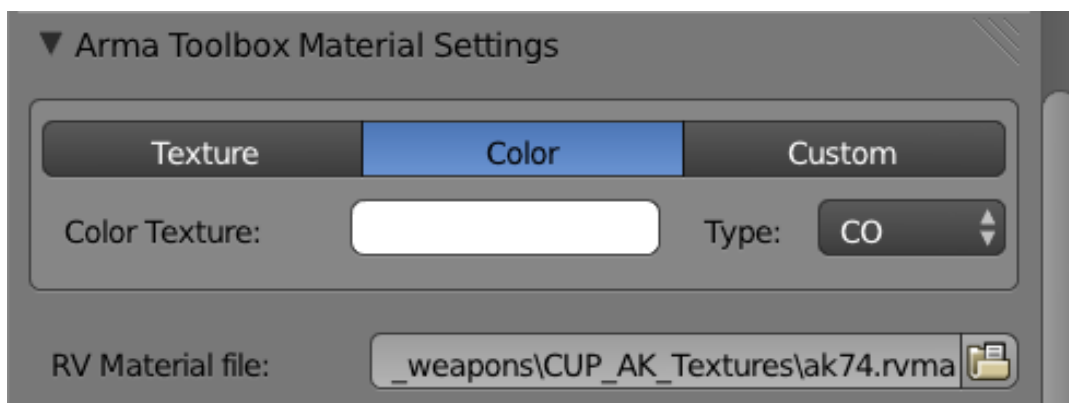 ▼ Arma Toolbox Material Settings
Texture Color Custom
Color Texture: Type: CO
RV Material file: _weapons\CUP_AK_Textures\ak74.rvma